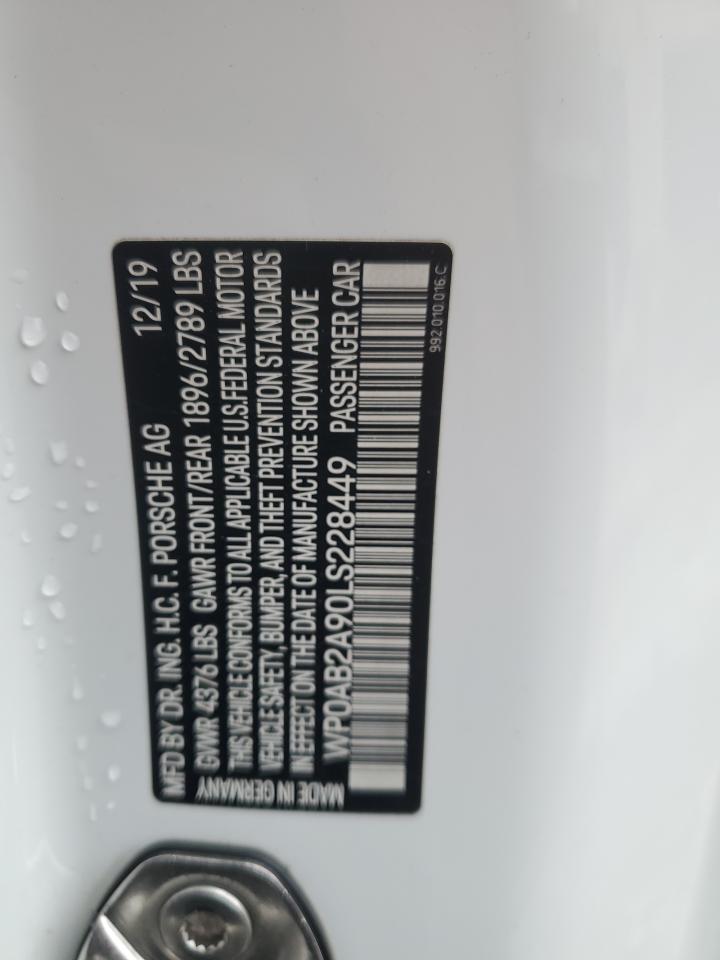 MFD BY DR. ING. H.C. F. PORSCHE AG 12/19
GVWR 4376 LBS GAWR FRONT/REAR 1896/2789 LBS
THIS VEHICLE CONFORMS TO ALL APPLICABLE U.S. FEDERAL MOTOR
VEHICLE SAFETY, BUMPER, AND THEFT PREVENTION STANDARDS
IN EFFECT ON THE DATE OF MANUFACTURE SHOWN ABOVE
WP0AB2A90LS228449 PASSENGER CAR
MADE IN GERMANY
992.010.016.C